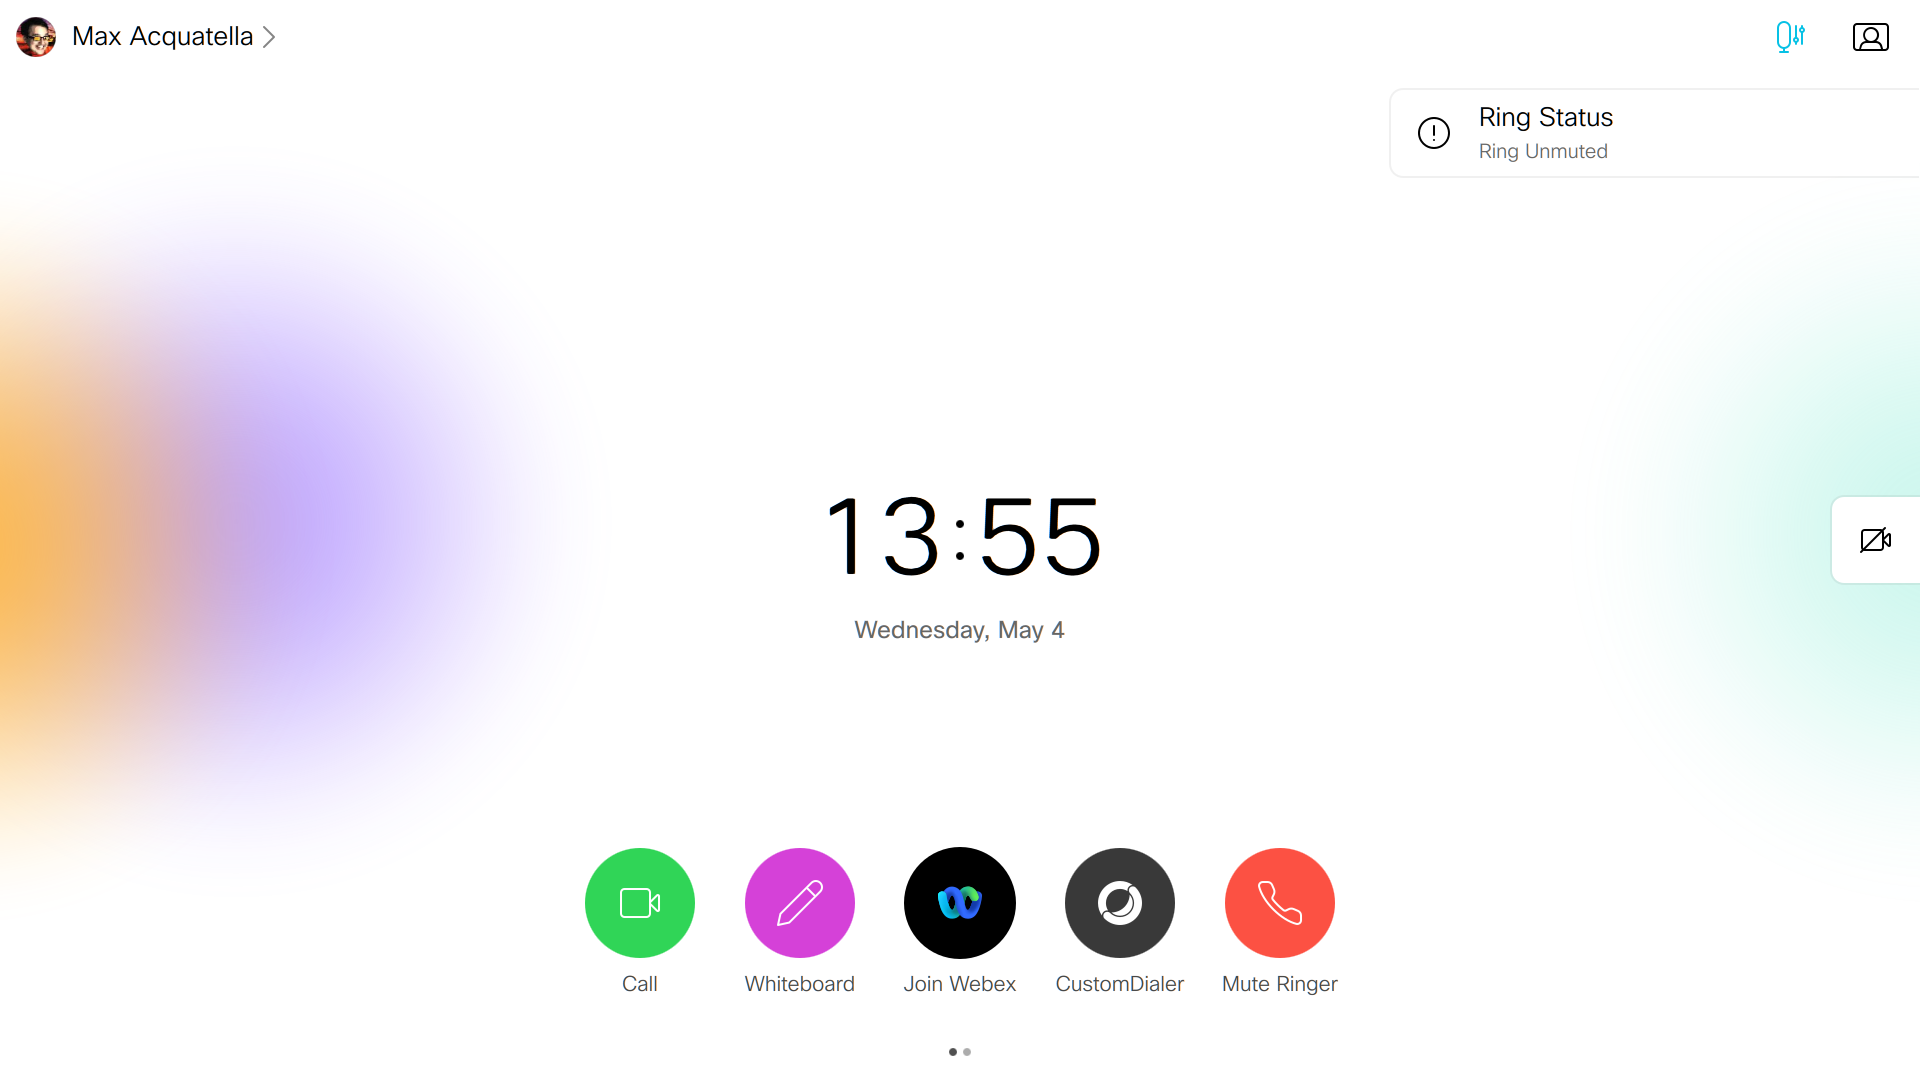 Max Acquatella
Ring Status
Ring Unmuted
13:55
Wednesday, May 4
Call
Whiteboard
Join Webex
CustomDialer
Mute Ringer